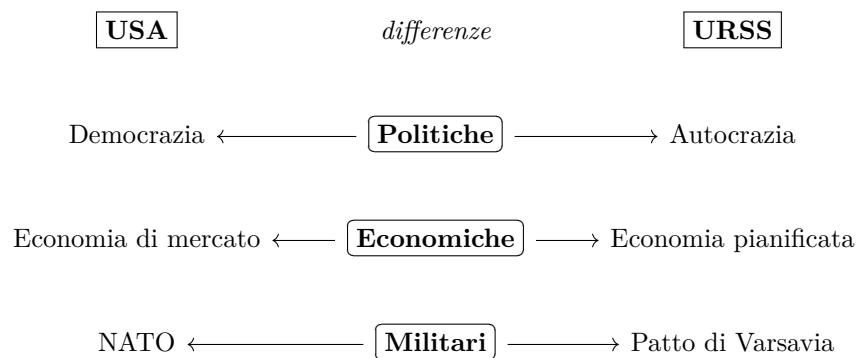 USA differenze URSS
Democrazia Politiche Autocrazia
Economia di mercato Economiche Economia pianificata
NATO Militari Patto di Varsavia